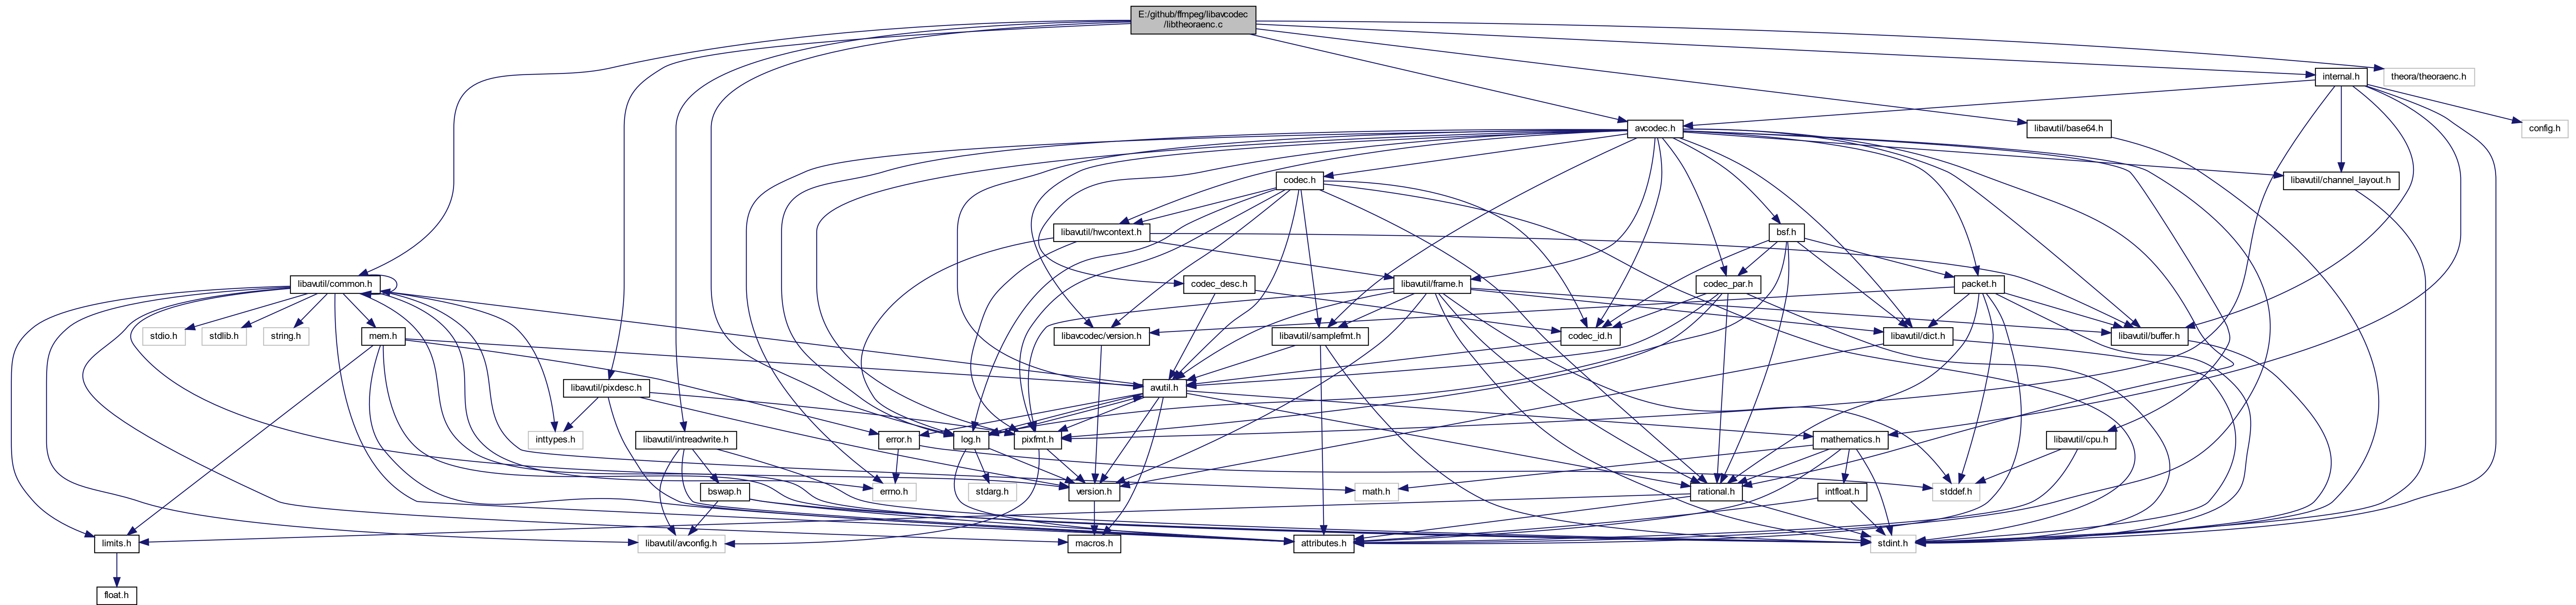 E:/github/ffmpeg/libavcodec
/libtheoraenc.c
internal.h
theora/theoraenc.h
avcodec.h
libavutil/base64.h
config.h
codec.h
libavutil/channel_layout.h
libavutil/hwcontext.h
bsf.h
libavutil/common.h
codec_desc.h
libavutil/frame.h
codec_par.h
packet.h
stdio.h
stdlib.h
string.h
mem.h
libavcodec/version.h
libavutil/samplefmt.h
codec_id.h
libavutil/dict.h
libavutil/buffer.h
libavutil/pixdesc.h
avutil.h
inttypes.h
libavutil/intreadwrite.h
error.h
log.h
pixfmt.h
mathematics.h
libavutil/cpu.h
bswap.h
errno.h
stdarg.h
version.h
math.h
rational.h
intfloat.h
stddef.h
limits.h
libavutil/avconfig.h
macros.h
attributes.h
stdint.h
float.h